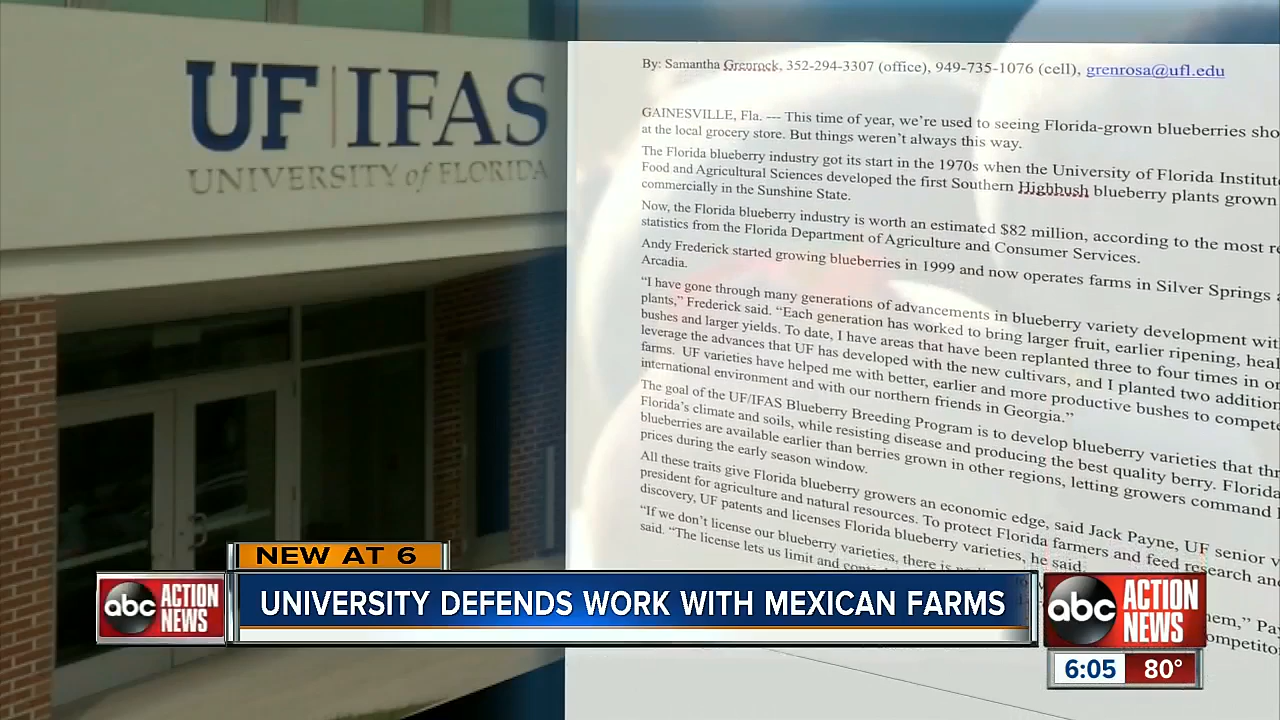 UF IFAS
UNIVERSITY of FLORIDA
By: Samantha Grenrock, 352-294-3307 (office), 949-735-1076 (cell), grenrosa@ufl.edu
GAINESVILLE, Fla. --- This time of year, we're used to seeing Florida-grown blueberries sho
at the local grocery store. But things weren't always this way.
The Florida blueberry industry got its start in the 1970s when the University of Florida Institute
Food and Agricultural Sciences developed the first Southern Highbush blueberry plants grown
commercially in the Sunshine State.
Now, the Florida blueberry industry is worth an estimated $82 million, according to the most r
statistics from the Florida Department of Agriculture and Consumer Services.
Andy Frederick started growing blueberries in 1999 and now operates farms in Silver Springs
Arcadia.
"I have gone through many generations of advancements in blueberry variety development wit
plants," Frederick said. "Each generation has worked to bring larger fruit, earlier ripening, heal
bushes and larger yields. To date, I have areas that have been replanted three to four times in or
leverage the advances that UF has developed with the new cultivars, and I planted two addition
farms. UF varieties have helped me with better, earlier and more productive bushes to compete
international environment and with our northern friends in Georgia."
The goal of the UF/IFAS Blueberry Breeding Program is to develop blueberry varieties that thr
Florida's climate and soils, while resisting disease and producing the best quality berry. Florida
blueberries are available earlier than berries grown in other regions, letting growers command
prices during the early season window.
All these traits give Florida blueberry growers an economic edge, said Jack Payne, UF senior v
president for agriculture and natural resources. To protect Florida farmers and feed research and
discovery, UF patents and licenses Florida blueberry varieties, he said.
"If we don't license our blueberry varieties, there is
said. "The license lets us limit and
hem," Pa
ompetito
NEW AT 6
abc ACTION NEWS
UNIVERSITY DEFENDS WORK WITH MEXICAN FARMS
abc ACTION NEWS
6:05 80°